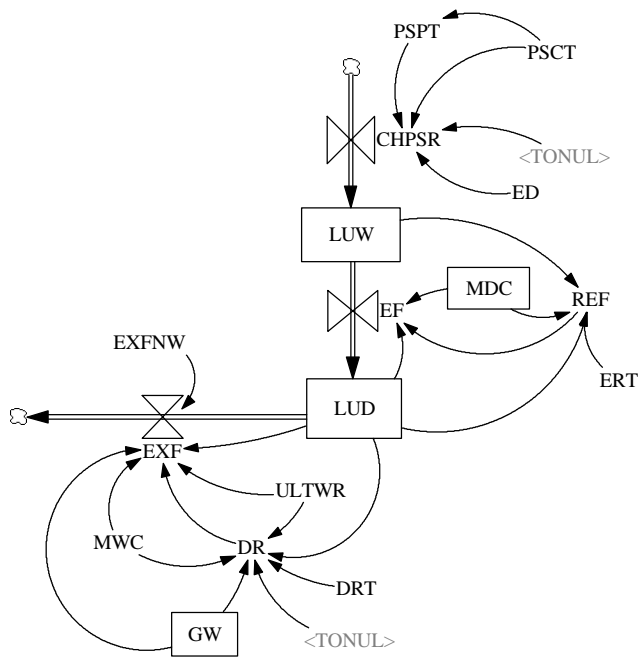 PSPT
PSCT
CHPSR
<TONUL>
ED
LUW
MDC
REF
EF
EXFNW
ERT
LUD
EXF
ULTWR
MWC
DR
DRT
GW
<TONUL>